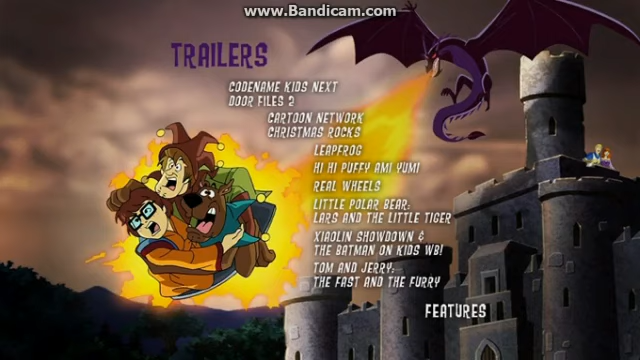 www.Bandicam.com
TRAILERS
CODENAME KIDS NEXT
DOOR FILES 2
CARTOON NETWORK
CHRISTMAS ROCKS
LEAPFROG
HI HI PUFFY AMI YUMI
REAL WHEELS
LITTLE POLAR BEAR:
LARS AND THE LITTLE TIGER
XIAOLIN SHOWDOWN &
THE BATMAN ON KIDS WB!
TOM AND JERRY:
THE FAST AND THE FURRY
FEATURES